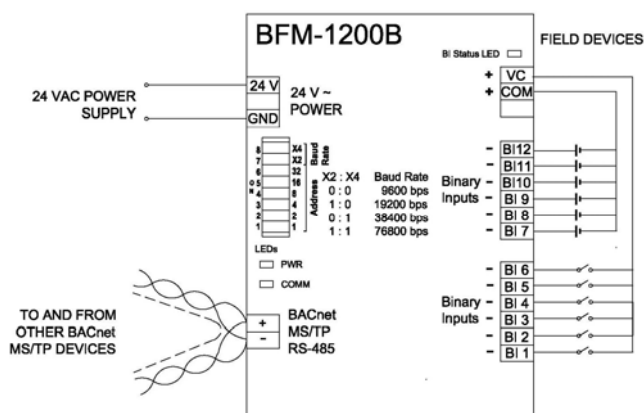 BFM-1200B
BI Status LED
FIELD DEVICES
24 VAC POWER
SUPPLY
24 V
GND
24 V ~
POWER
+ VC
+ COM
8 X4
7 X2
6 32
5 16
4 8
3 4
2 2
1 1
ON
Baud
Rate
Address
X2 : X4 Baud Rate
0 : 0 9600 bps
1 : 0 19200 bps
0 : 1 38400 bps
1 : 1 76800 bps
Binary
Inputs
- BI12
- BI11
- BI10
- BI 9
- BI 8
- BI 7
LEDs
PWR
COMM
Binary
Inputs
- BI 6
- BI 5
- BI 4
- BI 3
- BI 2
- BI 1
TO AND FROM
OTHER BACnet
MS/TP DEVICES
+
-
BACnet
MS/TP
RS-485